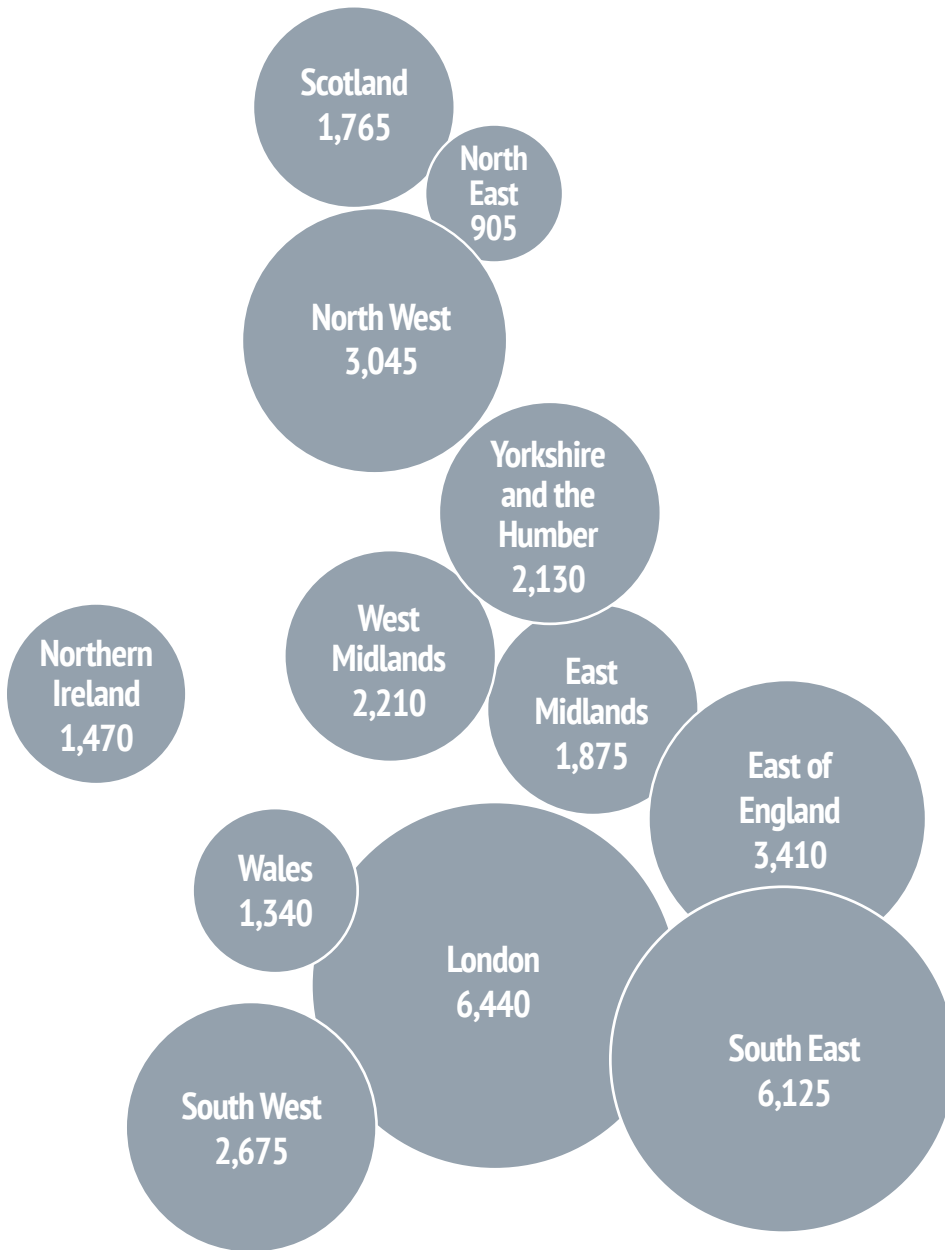 Scotland
1,765
North
East
905
North West
3,045
Yorkshire
and the
Humber
2,130
West
Midlands
2,210
Northern
Ireland
1,470
East
Midlands
1,875
East of
England
3,410
Wales
1,340
London
6,440
South East
6,125
South West
2,675